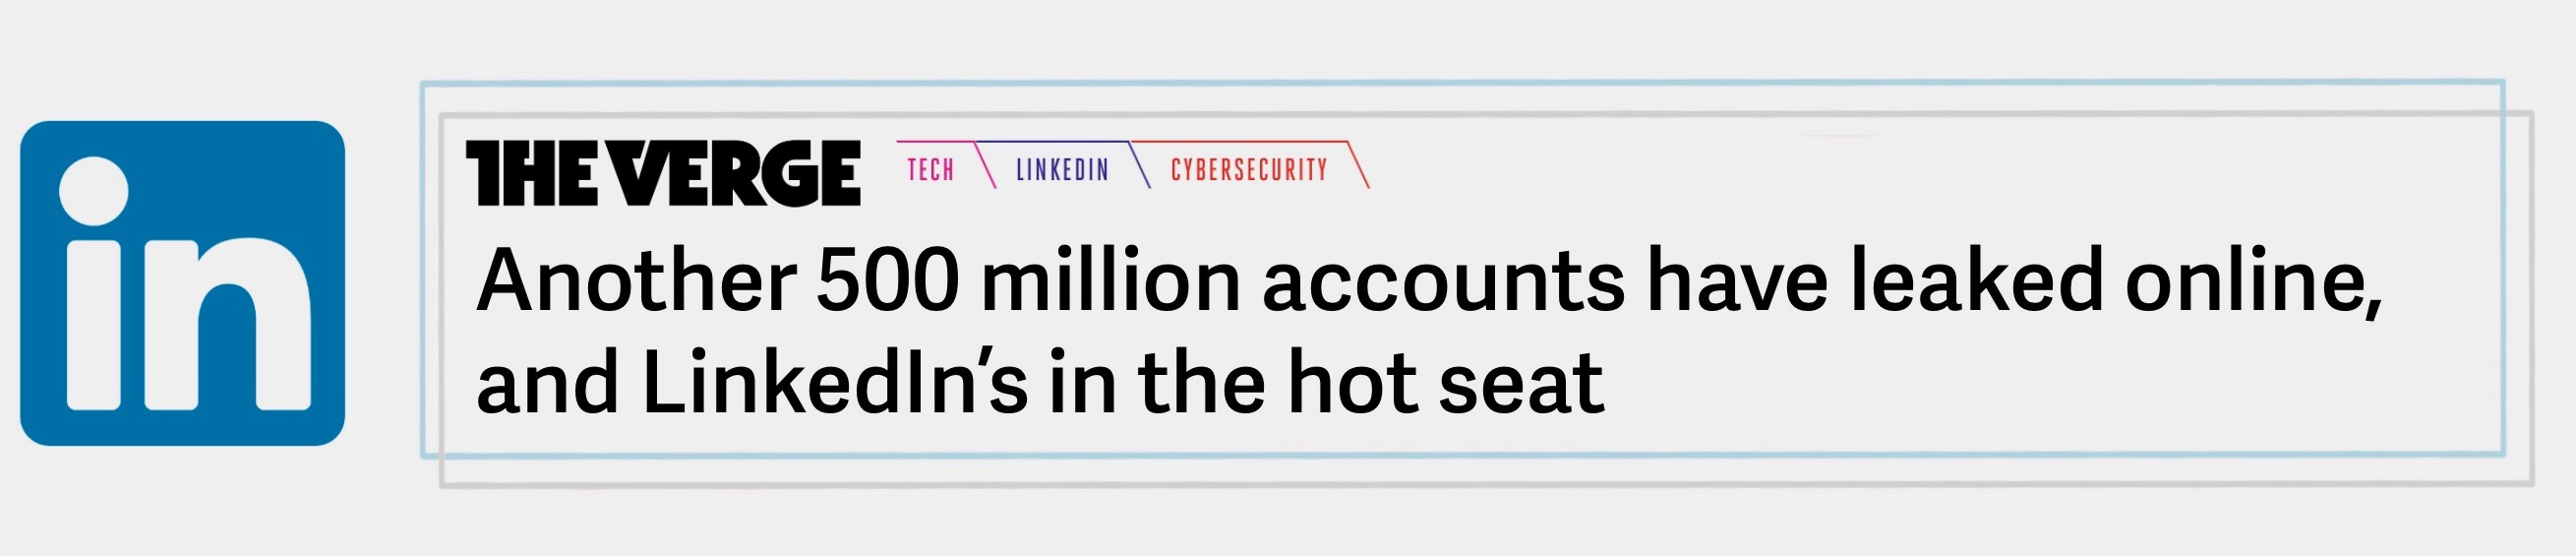 in
THE VERGE TECH LINKEDIN CYBERSECURITY
Another 500 million accounts have leaked online,
and LinkedIn’s in the hot seat